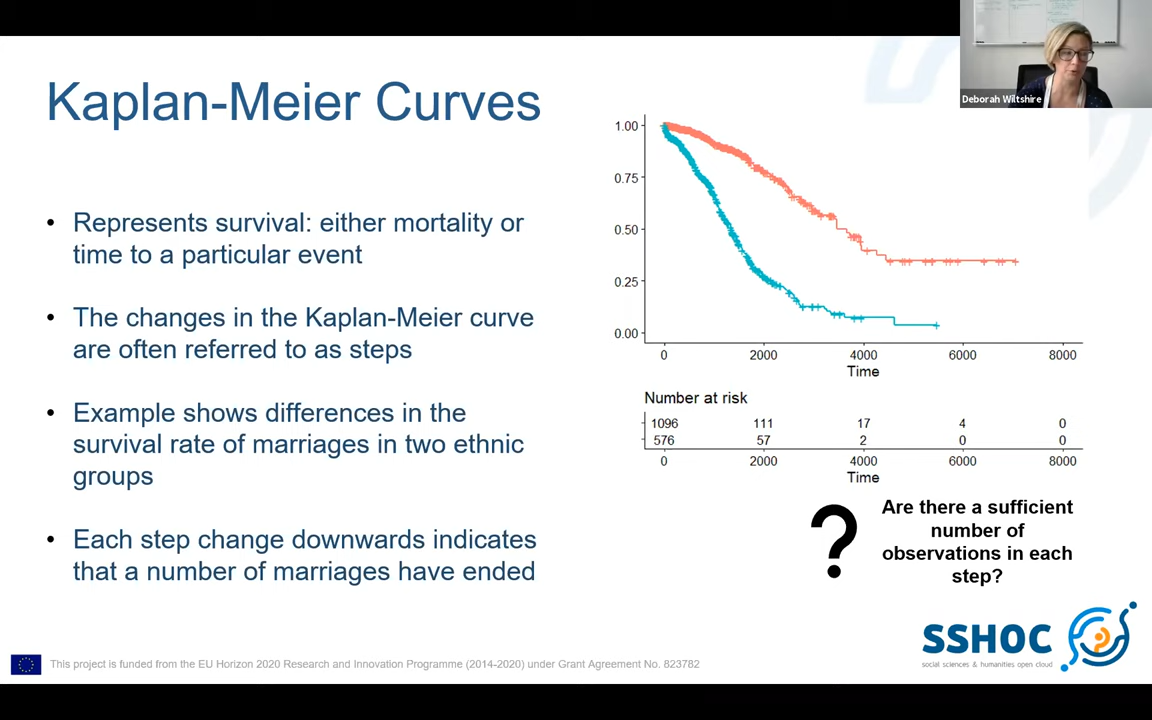 Kaplan-Meier Curves
Deborah Wiltshire
• Represents survival: either mortality or
time to a particular event
• The changes in the Kaplan-Meier curve
are often referred to as steps
• Example shows differences in the
survival rate of marriages in two ethnic
groups
• Each step change downwards indicates
that a number of marriages have ended
1.00
0.75
0.50
0.25
0.00
0 2000 4000 6000 8000
Time
Number at risk
1096 111 17 4 0
576 57 2 0 0
0 2000 4000 6000 8000
Time
?
Are there a sufficient
number of
observations in each
step?
SSHOC
social sciences & humanities open cloud
This project is funded from the EU Horizon 2020 Research and Innovation Programme (2014-2020) under Grant Agreement No. 823782